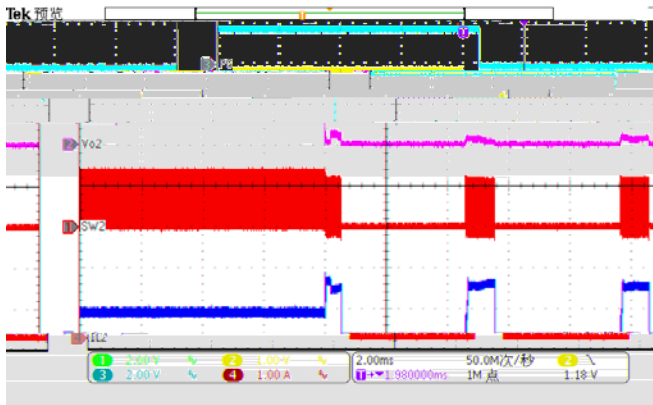 Tek 预览
Vo2
SW2
IL2
1 2.00 V 2 1.00 V 2.00ms 50.0M次/秒 2
3 2.00 V 4 1.00 A T→▼1.980000ms 1M 点 1.18 V